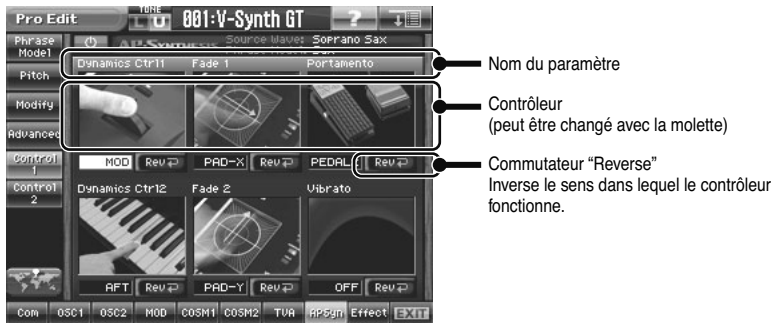 Pro Edit
TONE
L U
001:V-Synth GT
?
Phrase Model
AP-Synthesis
Source Wave: Soprano Sax
Sax
Pitch
Modify
Advanced
Control 1
Control 2
Dynamics Ctrl1 Fade 1 Portamento
MOD Rev PAD-X Rev PEDAL Rev
Dynamics Ctrl2 Fade 2 Vibrato
AFT Rev PAD-Y Rev OFF Rev
Com OSC1 OSC2 MOD COSM1 COSM2 TVA APSyn Effect EXIT
Nom du paramètre
Contrôleur
(peut être changé avec la molette)
Commutateur “Reverse”
Inverse le sens dans lequel le contrôleur
fonctionne.